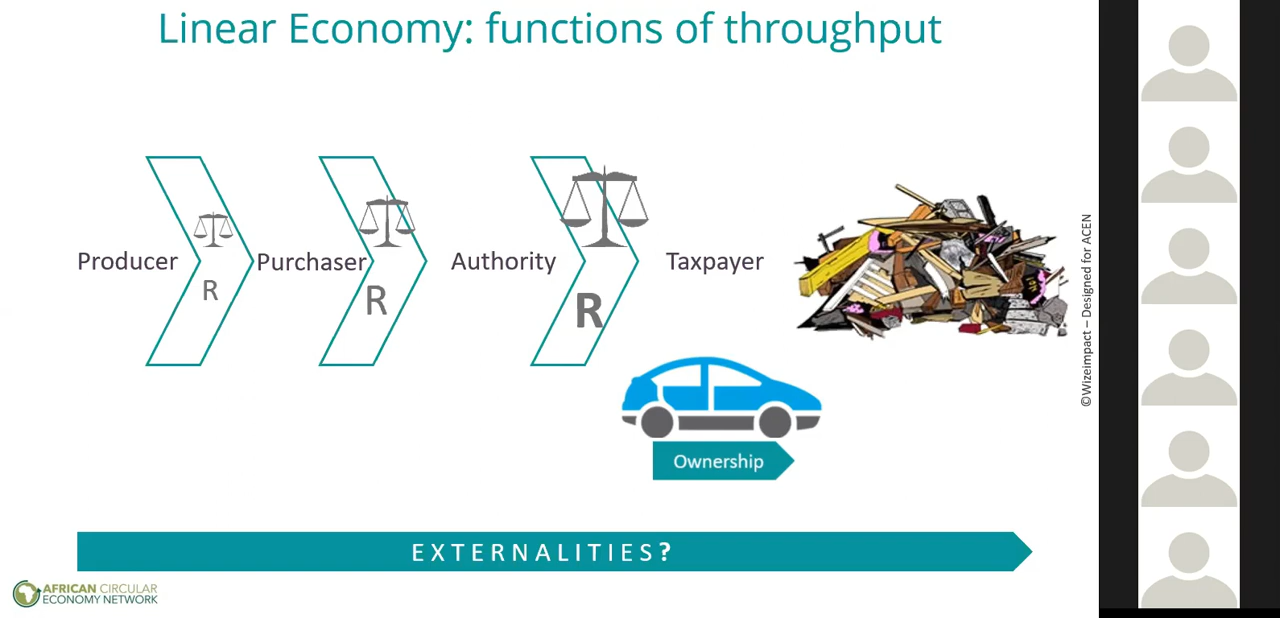 Linear Economy: functions of throughput
Producer
R
Purchaser
R
Authority
R
Taxpayer
©Wizeimpact – Designed for ACEN
Ownership
EXTERNALITIES?
AFRICAN CIRCULAR
ECONOMY NETWORK